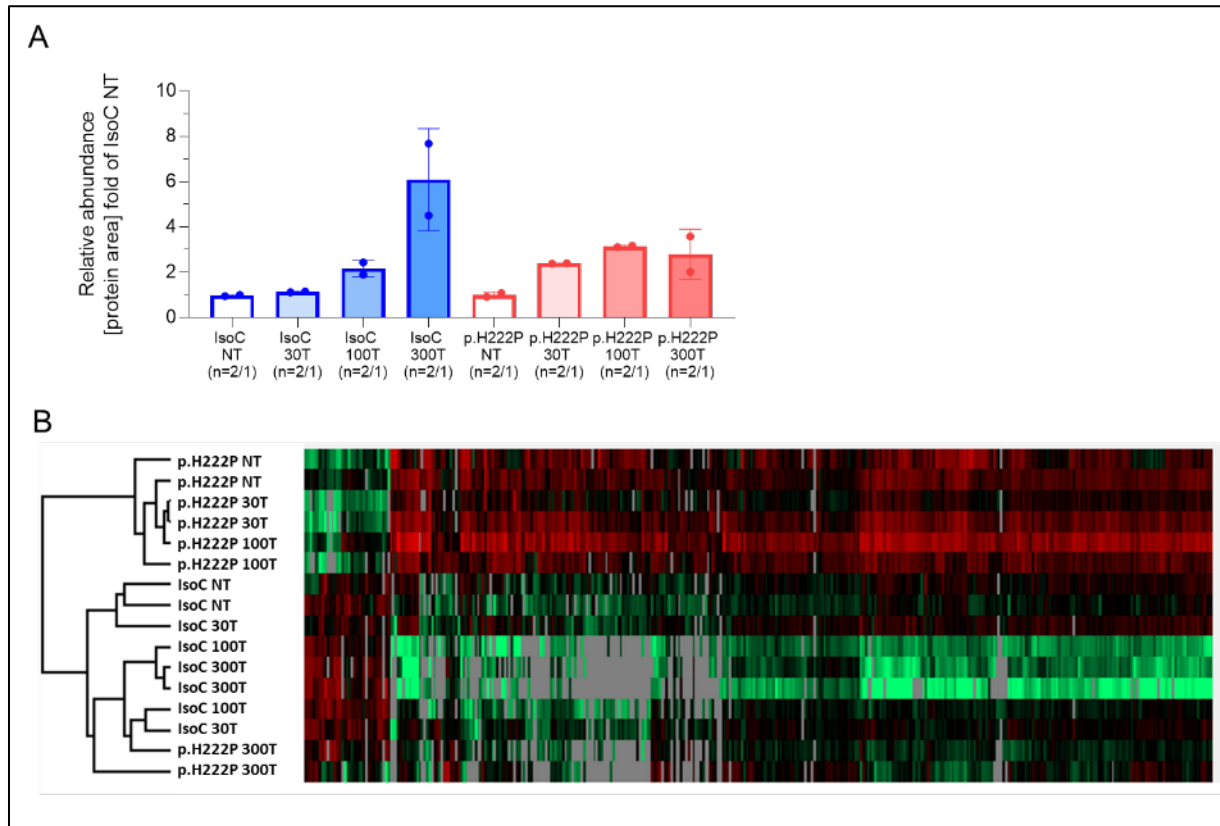 A
Relative abnundance
[protein area] fold of IsoC NT
10
8
6
4
2
0
IsoC NT (n=2/1)
IsoC 30T (n=2/1)
IsoC 100T (n=2/1)
IsoC 300T (n=2/1)
p.H222P NT (n=2/1)
p.H222P 30T (n=2/1)
p.H222P 100T (n=2/1)
p.H222P 300T (n=2/1)
B
p.H222P NT
p.H222P NT
p.H222P 30T
p.H222P 30T
p.H222P 100T
p.H222P 100T
IsoC NT
IsoC NT
IsoC 30T
IsoC 100T
IsoC 300T
IsoC 300T
IsoC 100T
IsoC 30T
p.H222P 300T
p.H222P 300T